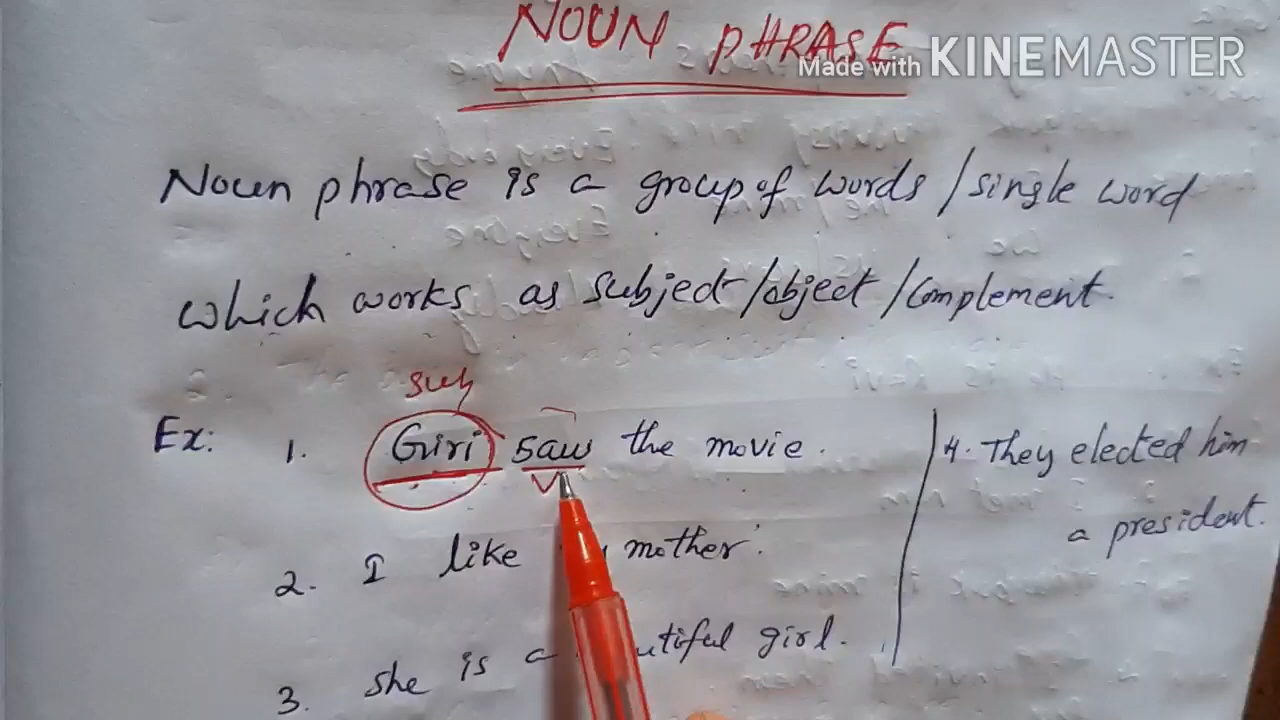 NOUN PHRASE
Made with KINEMASTER
Noun phrase is a group of words / single word
which works as subject / object / complement.
sub
Ex: 1. Giri saw the movie.
V
2. I like mother.
3. she is a girl.
4. They elected him
a president.